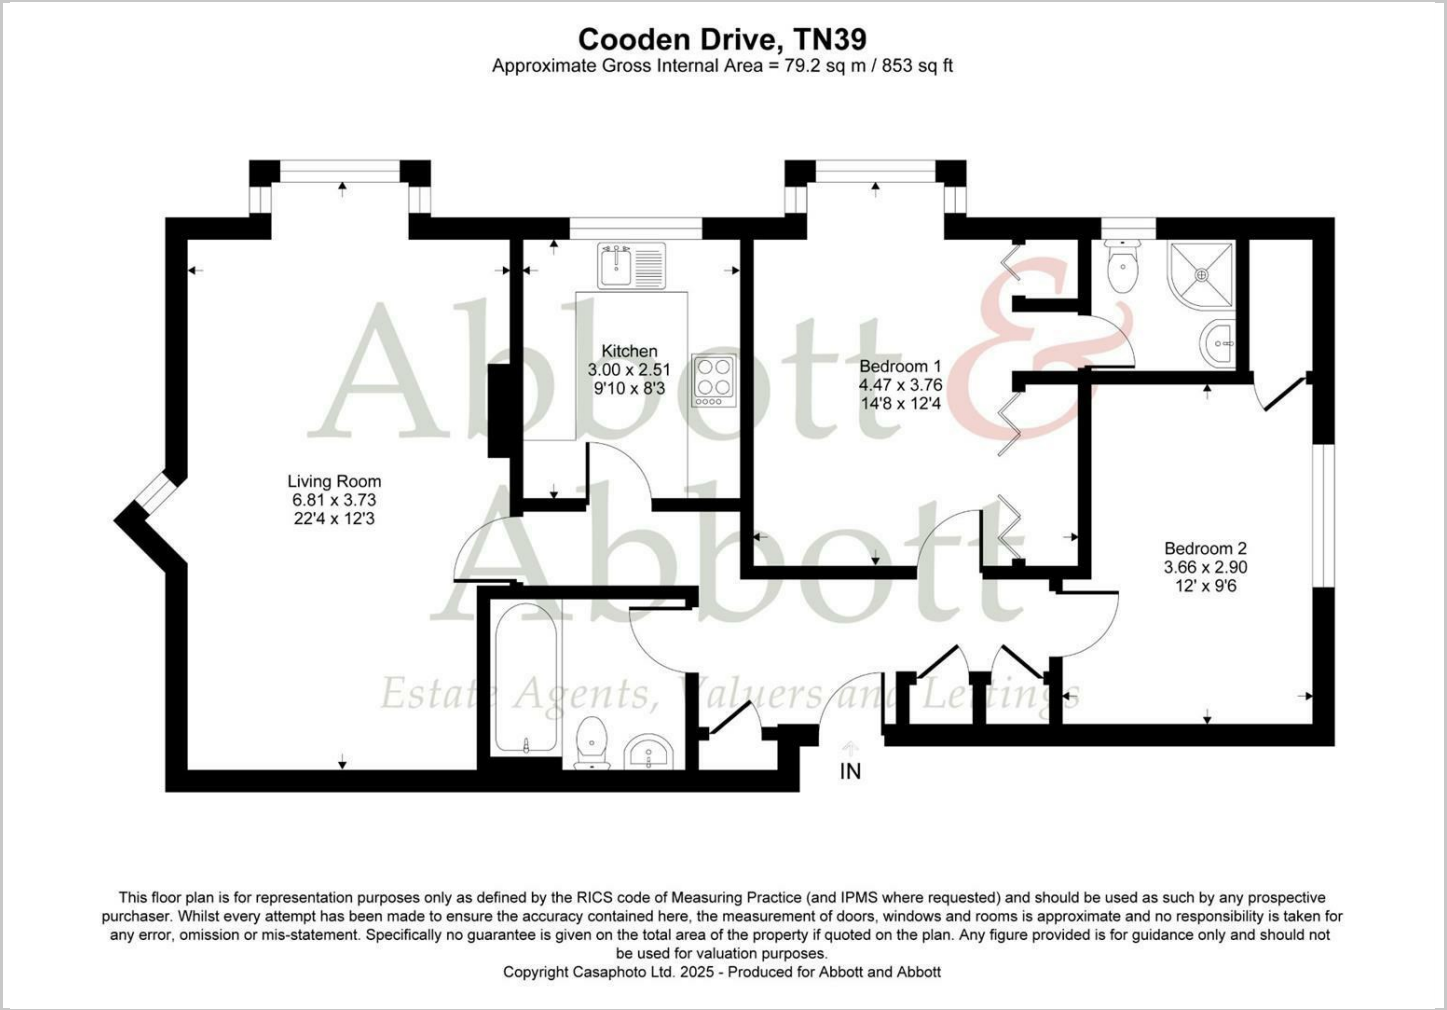 Cooden Drive, TN39
Approximate Gross Internal Area = 79.2 sq m / 853 sq ft
Kitchen
3.00 x 2.51
9'10 x 8'3
Bedroom 1
4.47 x 3.76
14'8 x 12'4
Living Room
6.81 x 3.73
22'4 x 12'3
Bedroom 2
3.66 x 2.90
12' x 9'6
Abbott &
Abbott
Estate Agents, Valuers and Lettings
IN
This floor plan is for representation purposes only as defined by the RICS code of Measuring Practice (and IPMS where requested) and should be used as such by any prospective
purchaser. Whilst every attempt has been made to ensure the accuracy contained here, the measurement of doors, windows and rooms is approximate and no responsibility is taken for
any error, omission or mis-statement. Specifically no guarantee is given on the total area of the property if quoted on the plan. Any figure provided is for guidance only and should not
be used for valuation purposes.
Copyright Casaphoto Ltd. 2025 - Produced for Abbott and Abbott